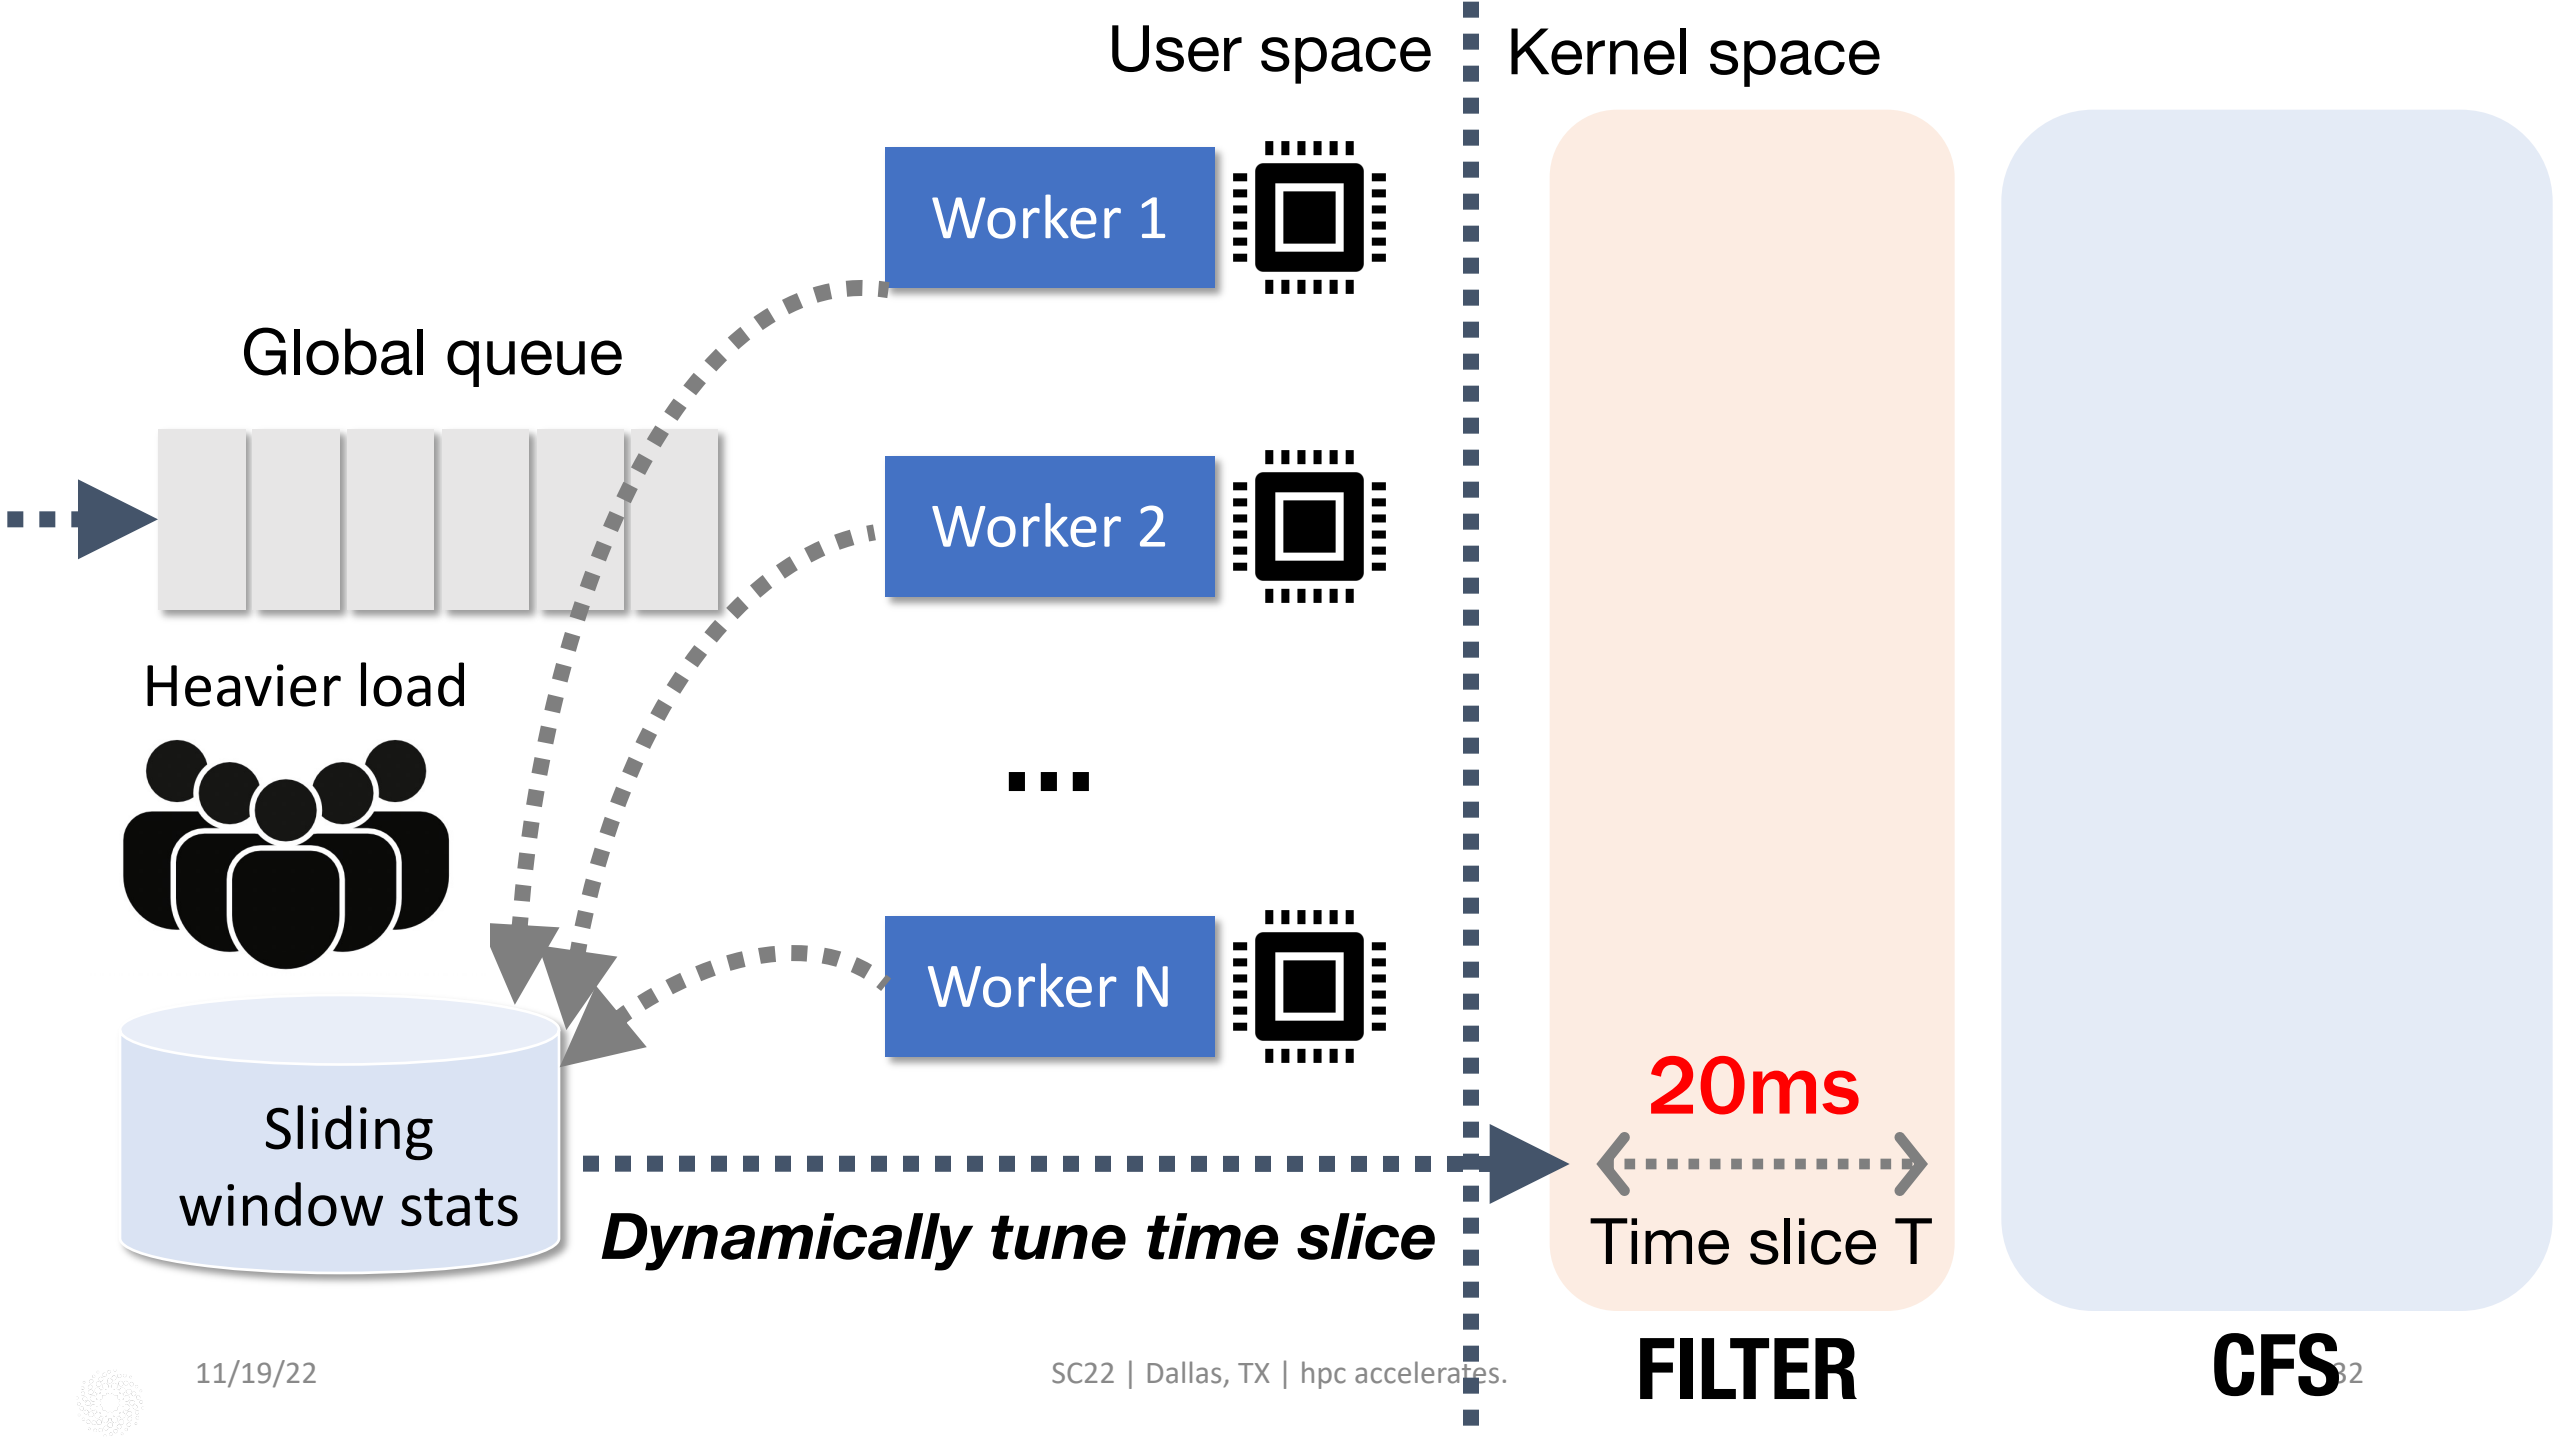 User space
Kernel space
Worker 1
Global queue
Worker 2
Heavier load
...
Worker N
20ms
Sliding
window stats
Dynamically tune time slice
Time slice T
FILTER
CFS
11/19/22
SC22 | Dallas, TX | hpc accelerates.
32